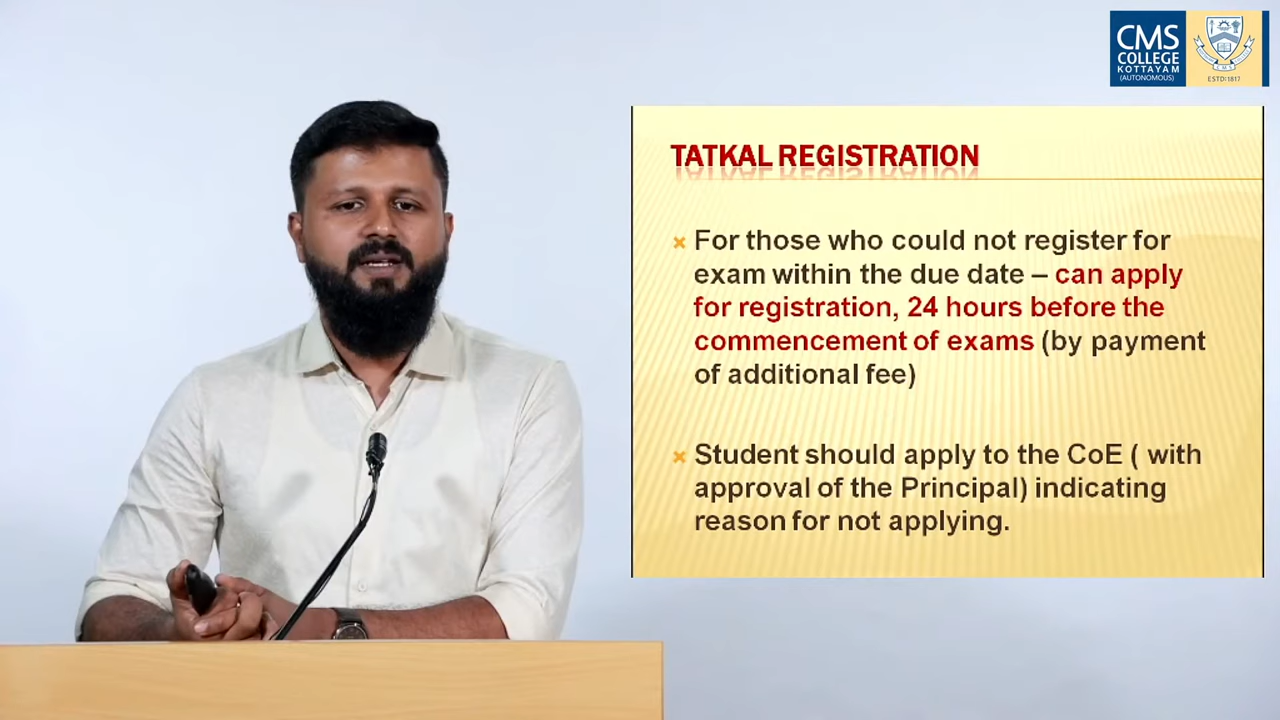 CMS
COLLEGE
KOTTAYAM
(AUTONOMOUS)
CMS
ESTD 1817
TATKAL REGISTRATION
For those who could not register for
exam within the due date – can apply
for registration, 24 hours before the
commencement of exams (by payment
of additional fee)
Student should apply to the CoE ( with
approval of the Principal) indicating
reason for not applying.